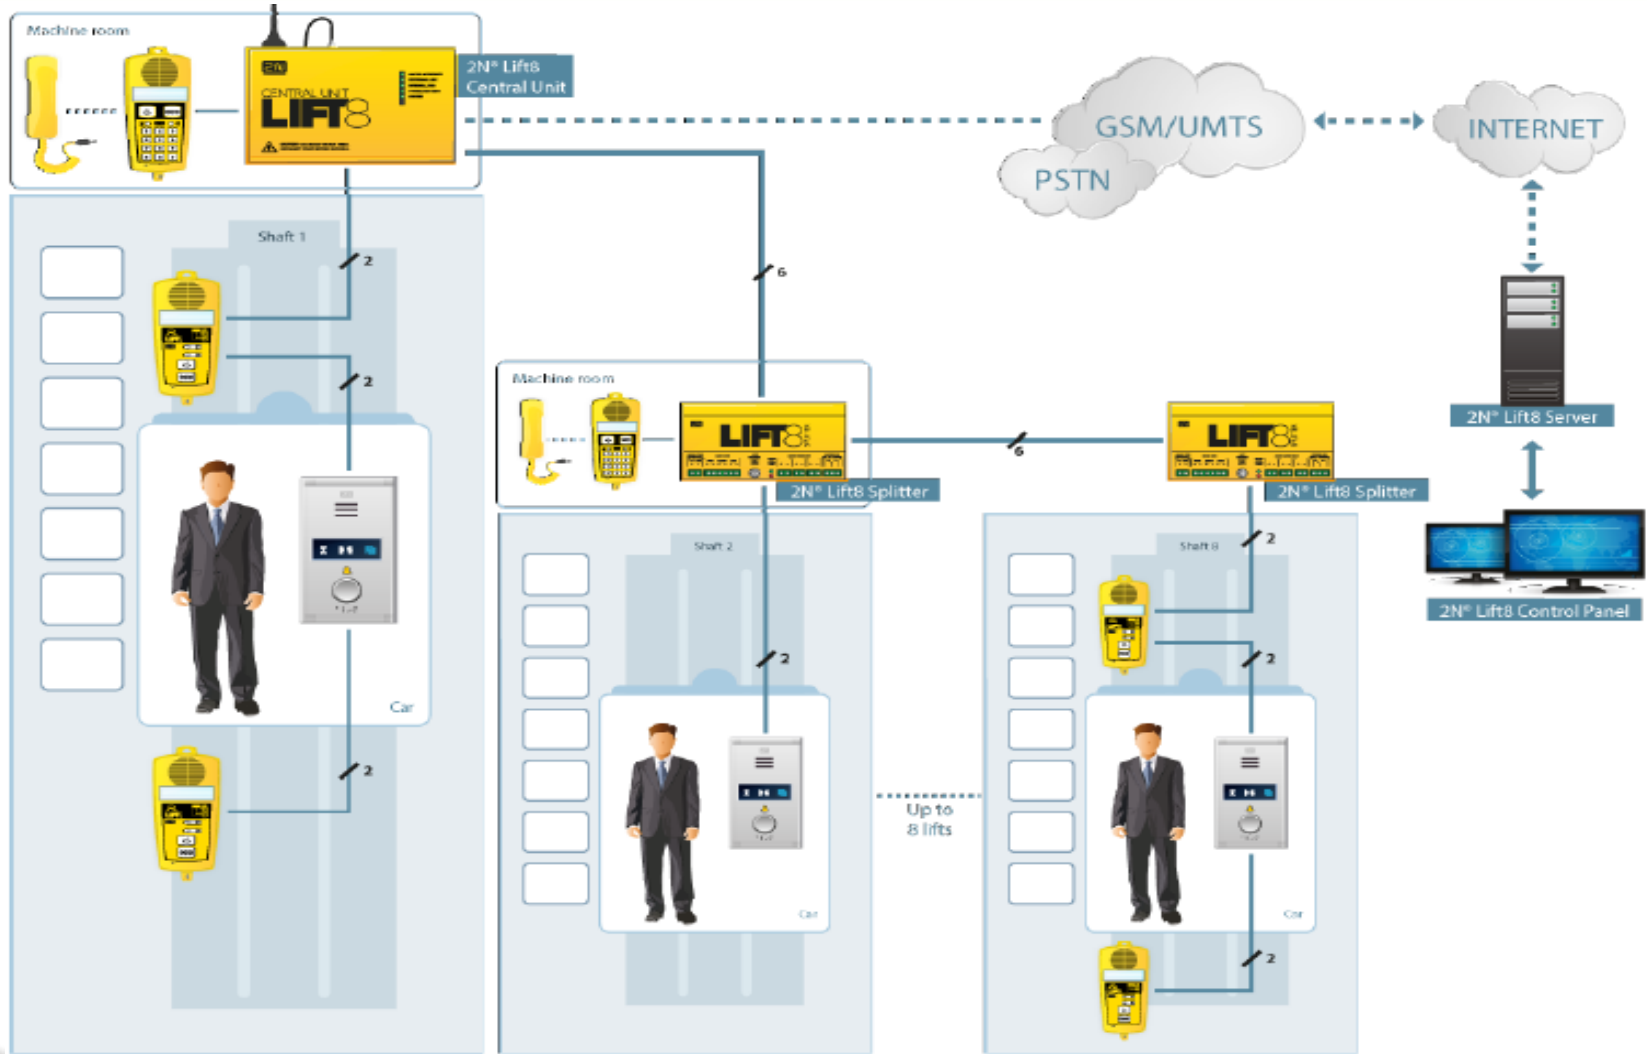 Machine room
2N
CENTRAL UNIT
LIFT8
2N® Lift8
Central Unit
GSM/UMTS
PSTN
INTERNET
Shaft 1
2
6
2
Machine room
LIFT8
2N® Lift8 Splitter
6
LIFT8
2N® Lift8 Splitter
2N® Lift8 Server
2N® Lift8 Control Panel
Car
2
Shaft 2
2
Car
Up to
8 lifts
Shaft 8
2
2
Car
2